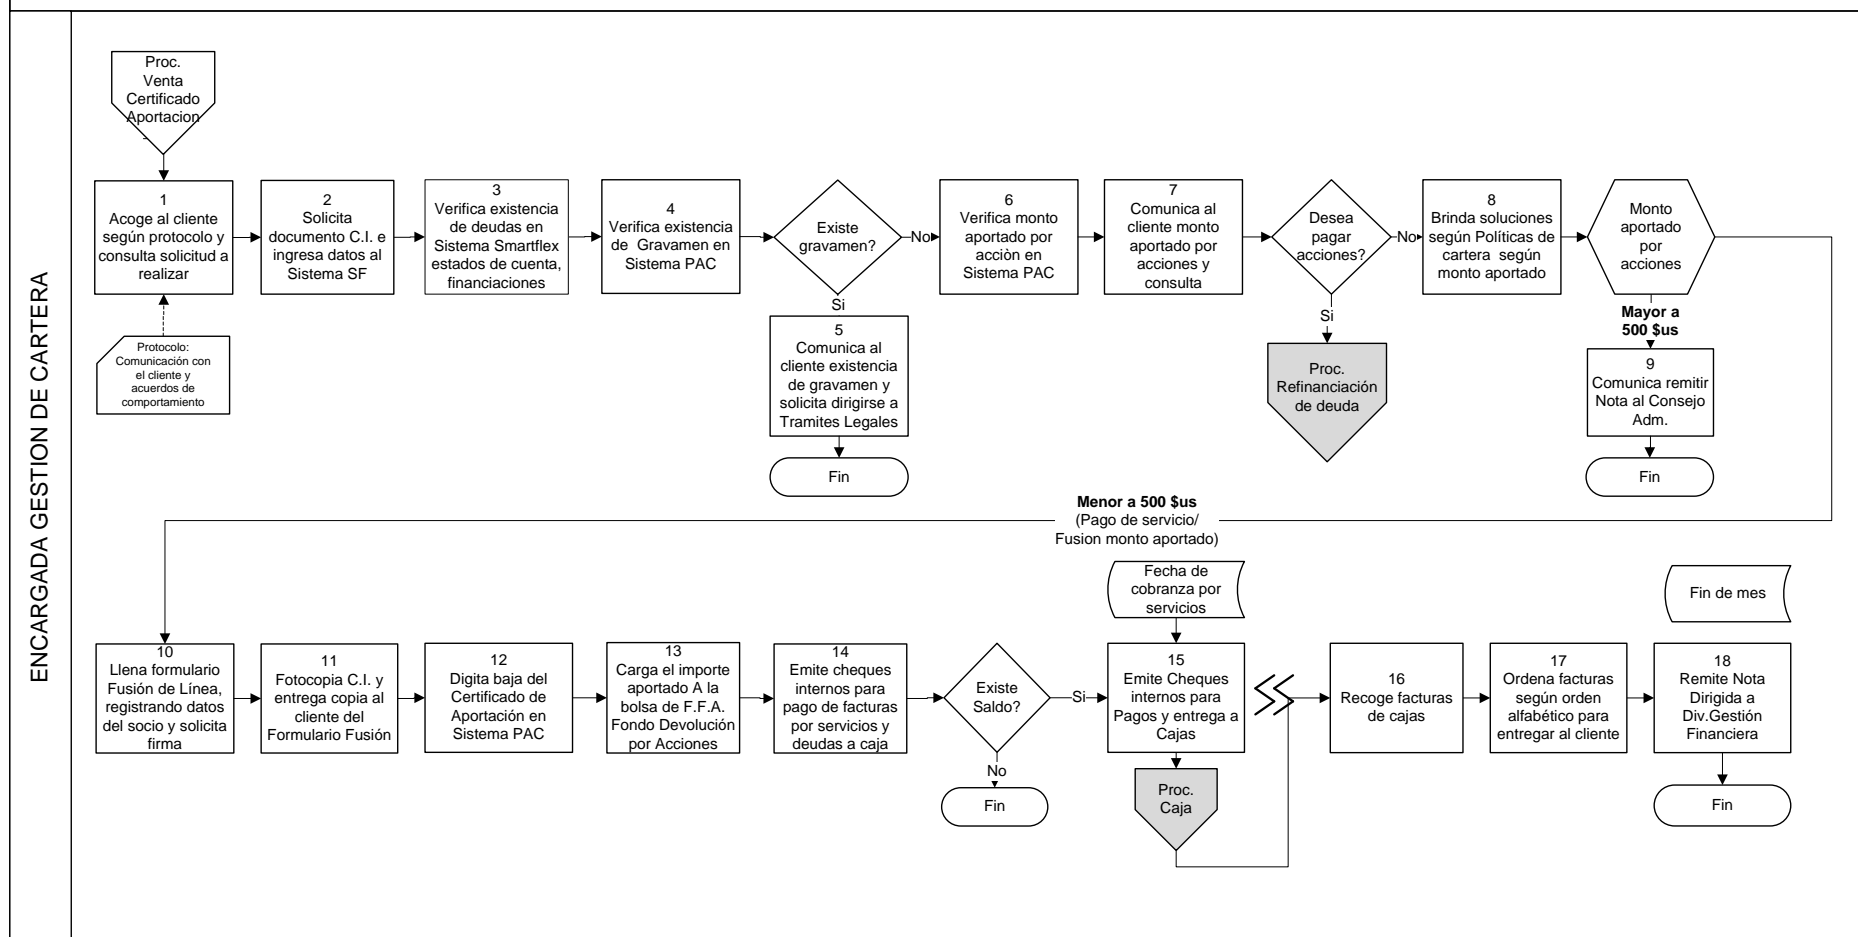 ENCARGADA GESTION DE CARTERA
Proc.
Venta
Certificado
Aportacion
1
Acoge al cliente
según protocolo y
consulta solicitud a
realizar
Protocolo:
Comunicación con
el cliente y
acuerdos de
comportamiento
2
Solicita
documento C.I. e
ingresa datos al
Sistema SF
3
Verifica existencia
de deudas en
Sistema Smartflex
estados de cuenta,
financiaciones
4
Verifica existencia
de Gravamen en
Sistema PAC
Existe
gravamen?
No
Si
5
Comunica al
cliente existencia
de gravamen y
solicita dirigirse a
Tramites Legales
Fin
6
Verifica monto
aportado por
acciòn en
Sistema PAC
7
Comunica al
cliente monto
aportado por
acciones y
consulta
Desea
pagar
acciones?
No
Si
Proc.
Refinanciación
de deuda
8
Brinda soluciones
según Políticas de
cartera según
monto aportado
Monto
aportado
por
acciones
Mayor a
500 $us
9
Comunica remitir
Nota al Consejo
Adm.
Fin
Menor a 500 $us
(Pago de servicio/
Fusion monto aportado)
10
Llena formulario
Fusión de Línea,
registrando datos
del socio y solicita
firma
11
Fotocopia C.I. y
entrega copia al
cliente del
Formulario Fusión
12
Digita baja del
Certificado de
Aportación en
Sistema PAC
13
Carga el importe
aportado A la
bolsa de F.F.A.
Fondo Devolución
por Acciones
14
Emite cheques
internos para
pago de facturas
por servicios y
deudas a caja
Existe
Saldo?
Si
No
Fin
Fecha de
cobranza por
servicios
15
Emite Cheques
internos para
Pagos y entrega a
Cajas
Proc.
Caja
16
Recoge facturas
de cajas
17
Ordena facturas
según orden
alfabético para
entregar al cliente
Fin de mes
18
Remite Nota
Dirigida a
Div.Gestión
Financiera
Fin